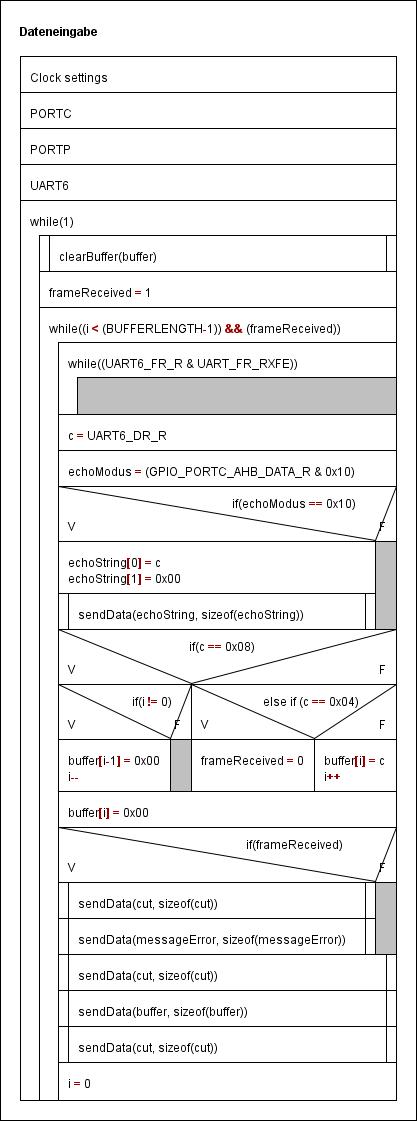 Dateneingabe
Clock settings
PORTC
PORTP
UART6
while(1)
clearBuffer(buffer)
frameReceived = 1
while((i < (BUFFERLENGTH-1)) && (frameReceived))
while((UART6_FR_R & UART_FR_RXFE))
c = UART6_DR_R
echoModus = (GPIO_PORTC_AHB_DATA_R & 0x10)
if(echoModus == 0x10)
V F
echoString[0] = c
echoString[1] = 0x00
sendData(echoString, sizeof(echoString))
if(c == 0x08)
V F
if(i != 0) else if (c == 0x04)
V F V F
buffer[i-1] = 0x00 frameReceived = 0 buffer[i] = c
i-- i++
buffer[i] = 0x00
if(frameReceived)
V F
sendData(cut, sizeof(cut))
sendData(messageError, sizeof(messageError))
sendData(cut, sizeof(cut))
sendData(buffer, sizeof(buffer))
sendData(cut, sizeof(cut))
i = 0